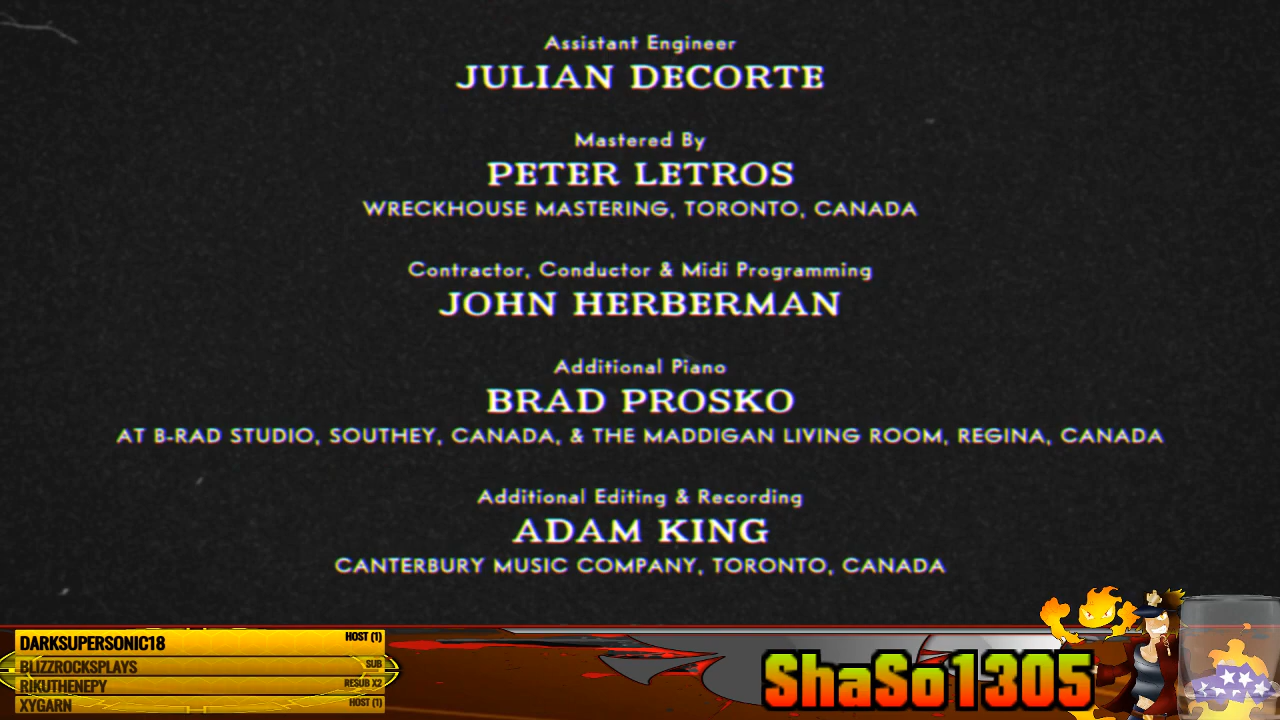 Assistant Engineer
JULIAN DECORTE
Mastered By
PETER LETROS
WRECKHOUSE MASTERING, TORONTO, CANADA
Contractor, Conductor & Midi Programming
JOHN HERBERMAN
Additional Piano
BRAD PROSKO
AT B-RAD STUDIO, SOUTHEY, CANADA, & THE MADDIGAN LIVING ROOM, REGINA, CANADA
Additional Editing & Recording
ADAM KING
CANTERBURY MUSIC COMPANY, TORONTO, CANADA
DARKSUPERSONIC18 HOST (1)
BLIZZROCKSPLAYS SUB
RIKUTHENEPY RESUB X2
XYGARN HOST (1)
ShaSo1305